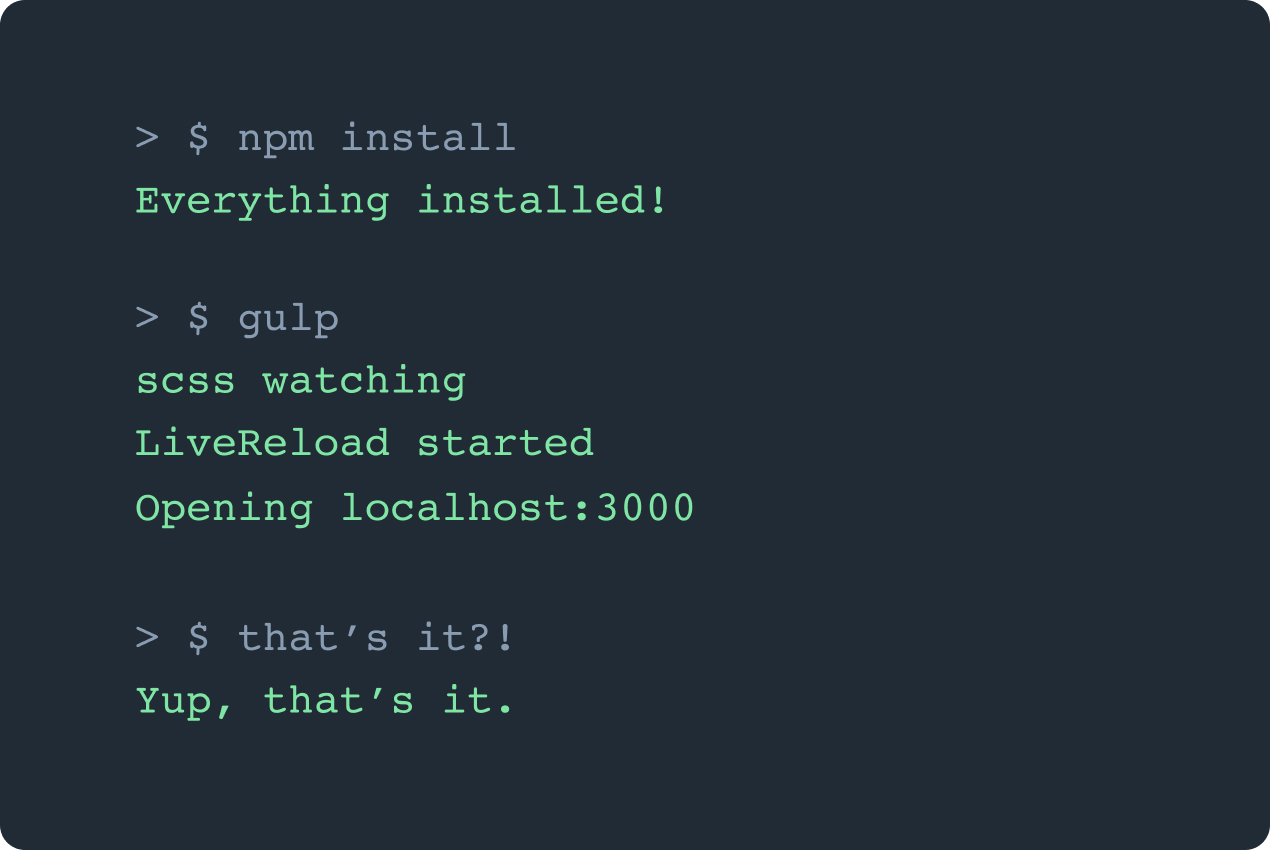 > $ npm install
Everything installed!
> $ gulp
scss watching
LiveReload started
Opening localhost:3000
> $ that’s it?!
Yup, that’s it.